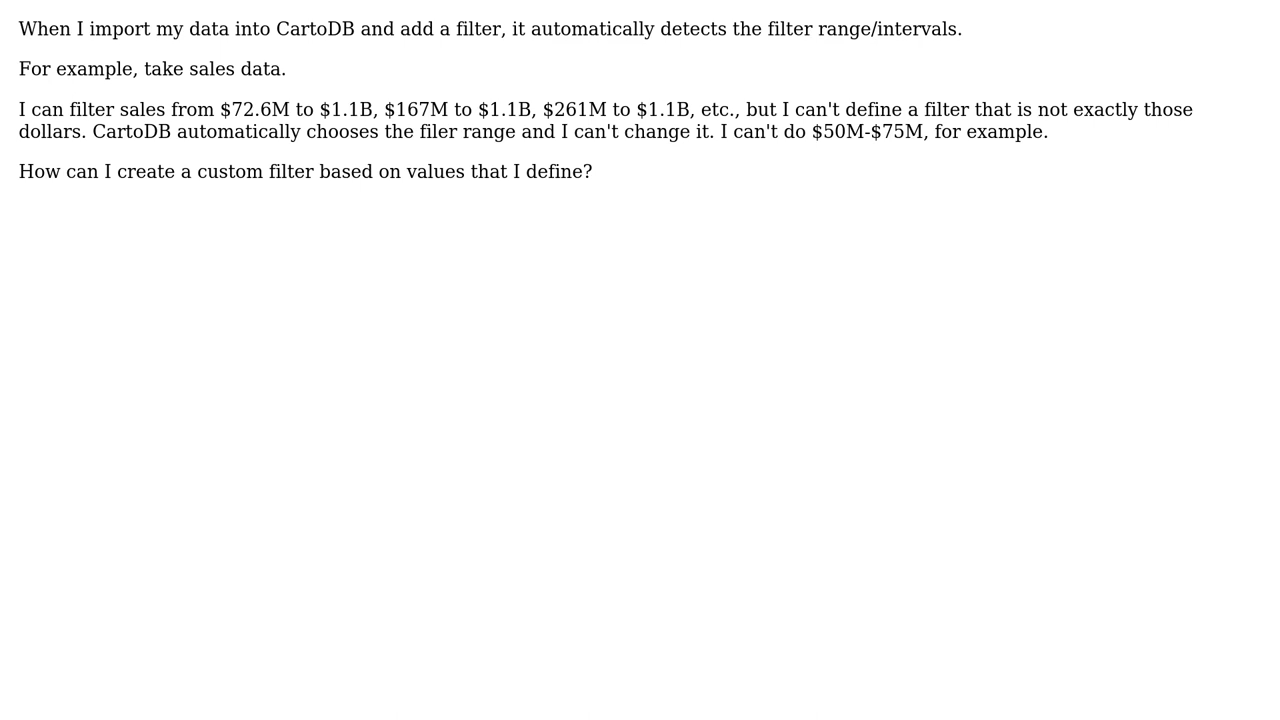 When I import my data into CartoDB and add a filter, it automatically detects the filter range/intervals.
For example, take sales data.
I can filter sales from $72.6M to $1.1B, $167M to $1.1B, $261M to $1.1B, etc., but I can't define a filter that is not exactly those
dollars. CartoDB automatically chooses the filer range and I can't change it. I can't do $50M-$75M, for example.
How can I create a custom filter based on values that I define?